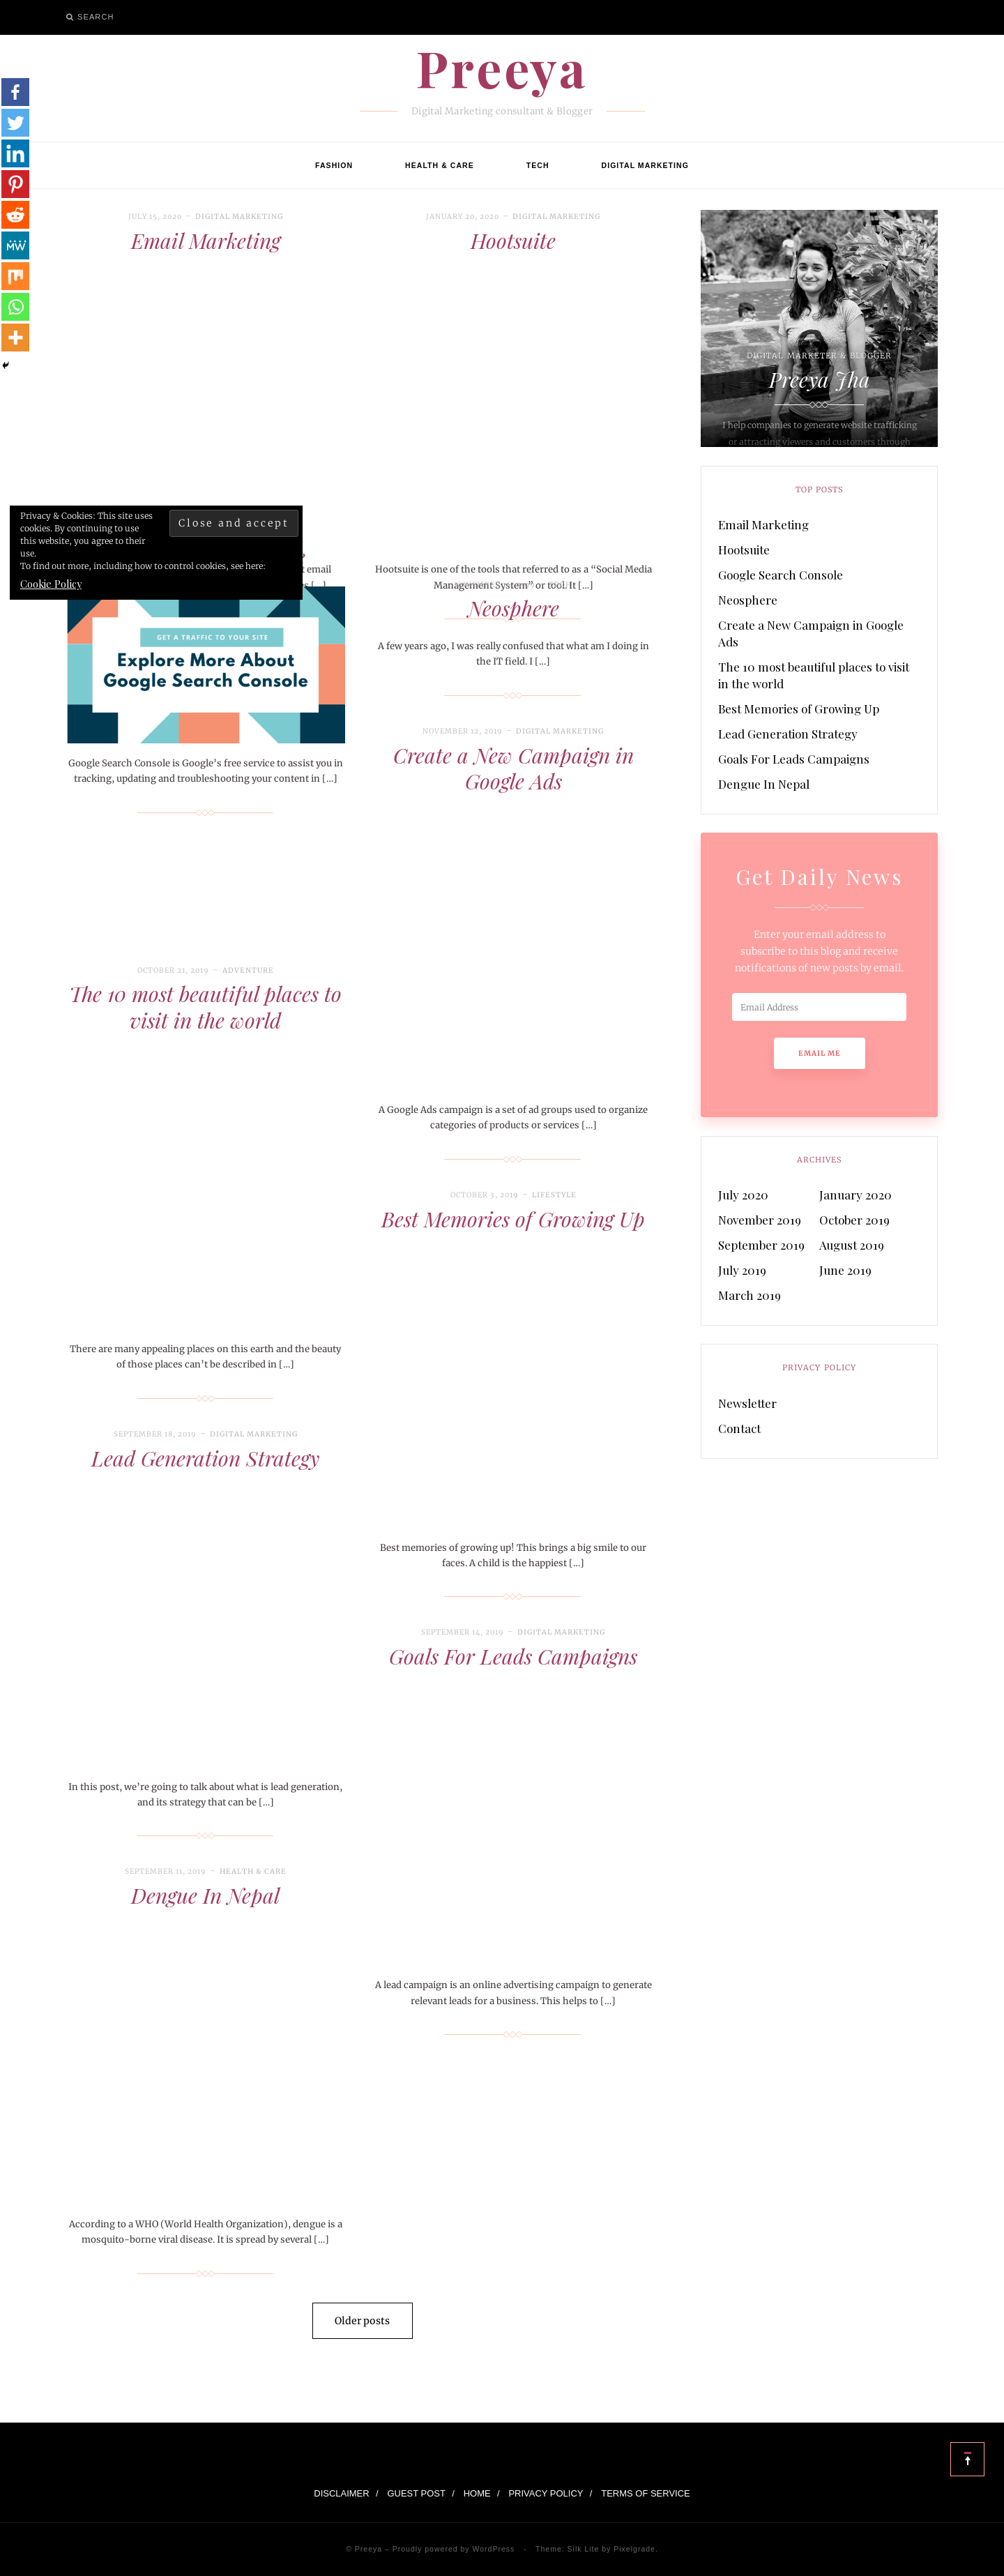 SEARCH
Preeya
Digital Marketing consultant & Blogger
FASHION
HEALTH & CARE
TECH
DIGITAL MARKETING
JULY 15, 2020 – DIGITAL MARKETING
Email Marketing
JANUARY 20, 2020 – DIGITAL MARKETING
Hootsuite
DIGITAL MARKETER & BLOGGER
Preeya Jha
I help companies to generate website trafficking
or attracting viewers and customers through
Privacy & Cookies: This site uses
cookies. By continuing to use
this website, you agree to their
use.
To find out more, including how to control cookies, see here:
Cookie Policy
Close and accept
email
[…]
Hootsuite is one of the tools that referred to as a “Social Media
Management System” or tool. It […]
GET A TRAFFIC TO YOUR SITE
Explore More About
Google Search Console
Google Search Console is Google’s free service to assist you in
tracking, updating and troubleshooting your content in […]
Neosphere
A few years ago, I was really confused that what am I doing in
the IT field. I […]
NOVEMBER 12, 2019 – DIGITAL MARKETING
Create a New Campaign in
Google Ads
A Google Ads campaign is a set of ad groups used to organize
categories of products or services […]
OCTOBER 21, 2019 – ADVENTURE
The 10 most beautiful places to
visit in the world
There are many appealing places on this earth and the beauty
of those places can’t be described in […]
OCTOBER 3, 2019 – LIFESTYLE
Best Memories of Growing Up
Best memories of growing up! This brings a big smile to our
faces. A child is the happiest […]
SEPTEMBER 18, 2019 – DIGITAL MARKETING
Lead Generation Strategy
In this post, we’re going to talk about what is lead generation,
and its strategy that can be […]
SEPTEMBER 14, 2019 – DIGITAL MARKETING
Goals For Leads Campaigns
A lead campaign is an online advertising campaign to generate
relevant leads for a business. This helps to […]
SEPTEMBER 11, 2019 – HEALTH & CARE
Dengue In Nepal
According to a WHO (World Health Organization), dengue is a
mosquito-borne viral disease. It is spread by several […]
Older posts
TOP POSTS
Email Marketing
Hootsuite
Google Search Console
Neosphere
Create a New Campaign in Google
Ads
The 10 most beautiful places to visit
in the world
Best Memories of Growing Up
Lead Generation Strategy
Goals For Leads Campaigns
Dengue In Nepal
Get Daily News
Enter your email address to
subscribe to this blog and receive
notifications of new posts by email.
Email Address
EMAIL ME
ARCHIVES
July 2020
January 2020
November 2019
October 2019
September 2019
August 2019
July 2019
June 2019
March 2019
PRIVACY POLICY
Newsletter
Contact
DISCLAIMER / GUEST POST / HOME / PRIVACY POLICY / TERMS OF SERVICE
© Preeya – Proudly powered by WordPress - Theme: Silk Lite by Pixelgrade.